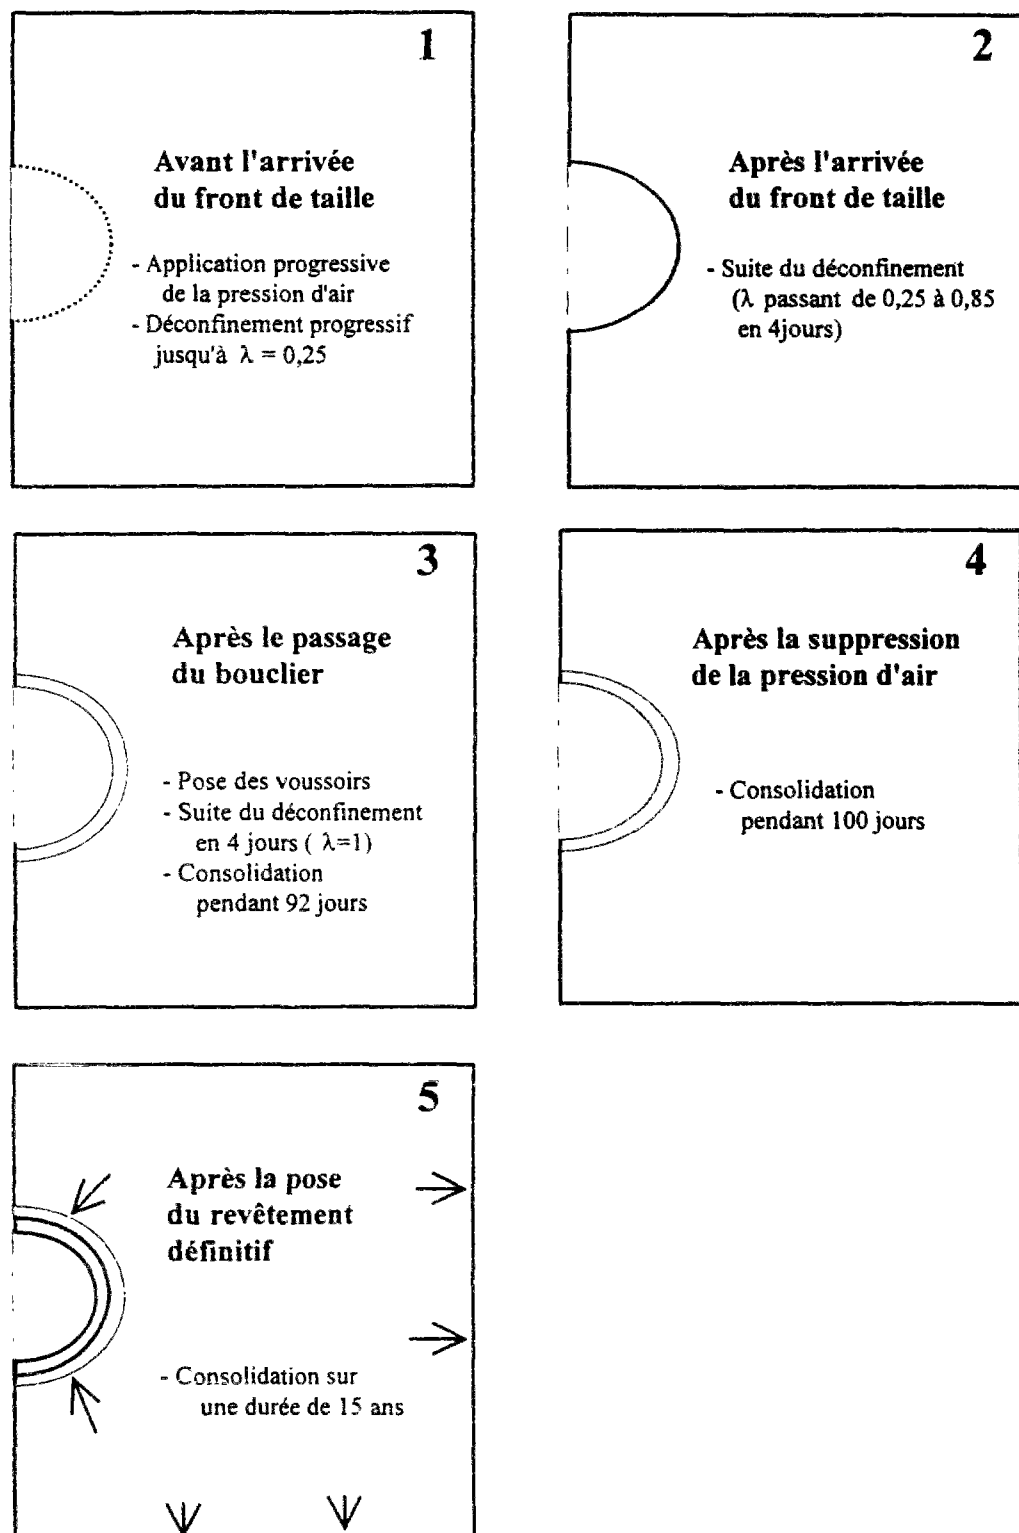 1
Avant l'arrivée
du front de taille
- Application progressive
de la pression d'air
- Déconfinement progressif
jusqu'à λ = 0,25
2
Après l'arrivée
du front de taille
- Suite du déconfinement
(λ passant de 0,25 à 0,85
en 4jours)
3
Après le passage
du bouclier
- Pose des voussoirs
- Suite du déconfinement
en 4 jours ( λ=1)
- Consolidation
pendant 92 jours
4
Après la suppression
de la pression d'air
- Consolidation
pendant 100 jours
5
Après la pose
du revêtement
définitif
- Consolidation sur
une durée de 15 ans